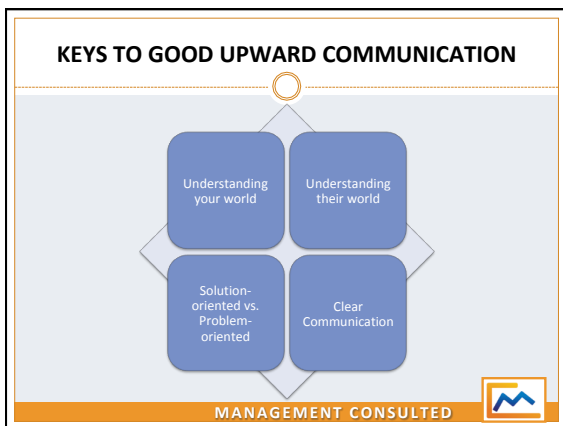 KEYS TO GOOD UPWARD COMMUNICATION
Understanding
your world
Understanding
their world
Solution-
oriented vs.
Problem-
oriented
Clear
Communication
MANAGEMENT CONSULTED